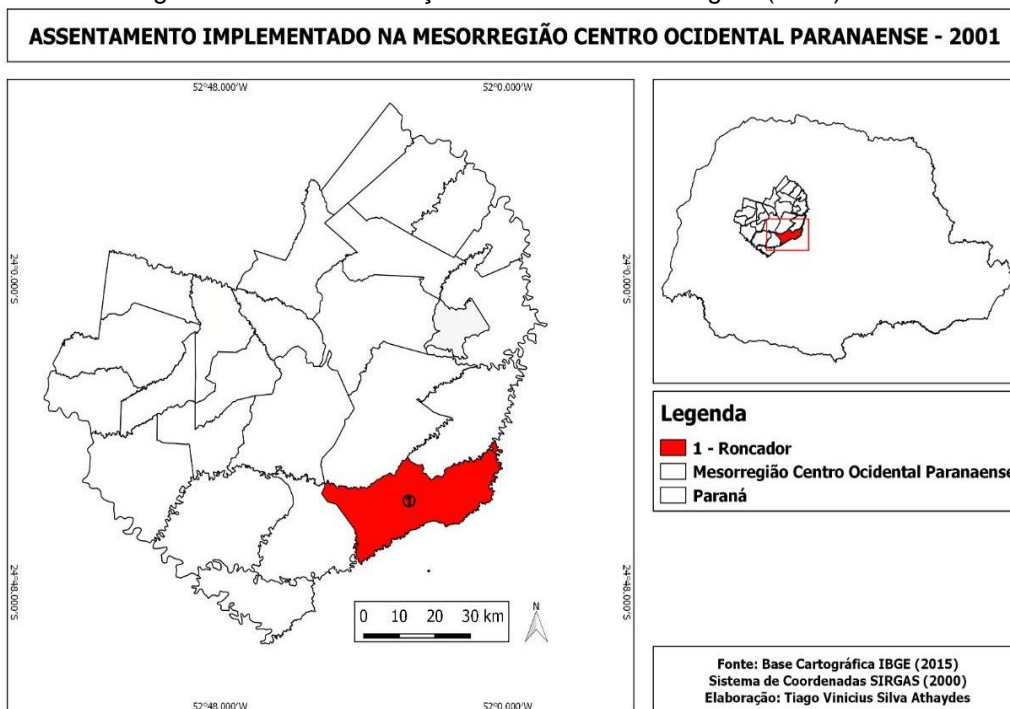 ASSENTAMENTO IMPLEMENTADO NA MESORREGIÃO CENTRO OCIDENTAL PARANAENSE - 2001
52°48.000'W
52°0.000'W
24°0.000'S
24°0.000'S
1
24°48.000'S
24°48.000'S
0 10 20 30 km
N
52°48.000'W
52°0.000'W
Legenda
1 - Roncador
Mesorregião Centro Ocidental Paranaense
Paraná
Fonte: Base Cartográfica IBGE (2015)
Sistema de Coordenadas SIRGAS (2000)
Elaboração: Tiago Vinicius Silva Athaydes